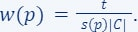 w(p) = t / s(p)|C| .